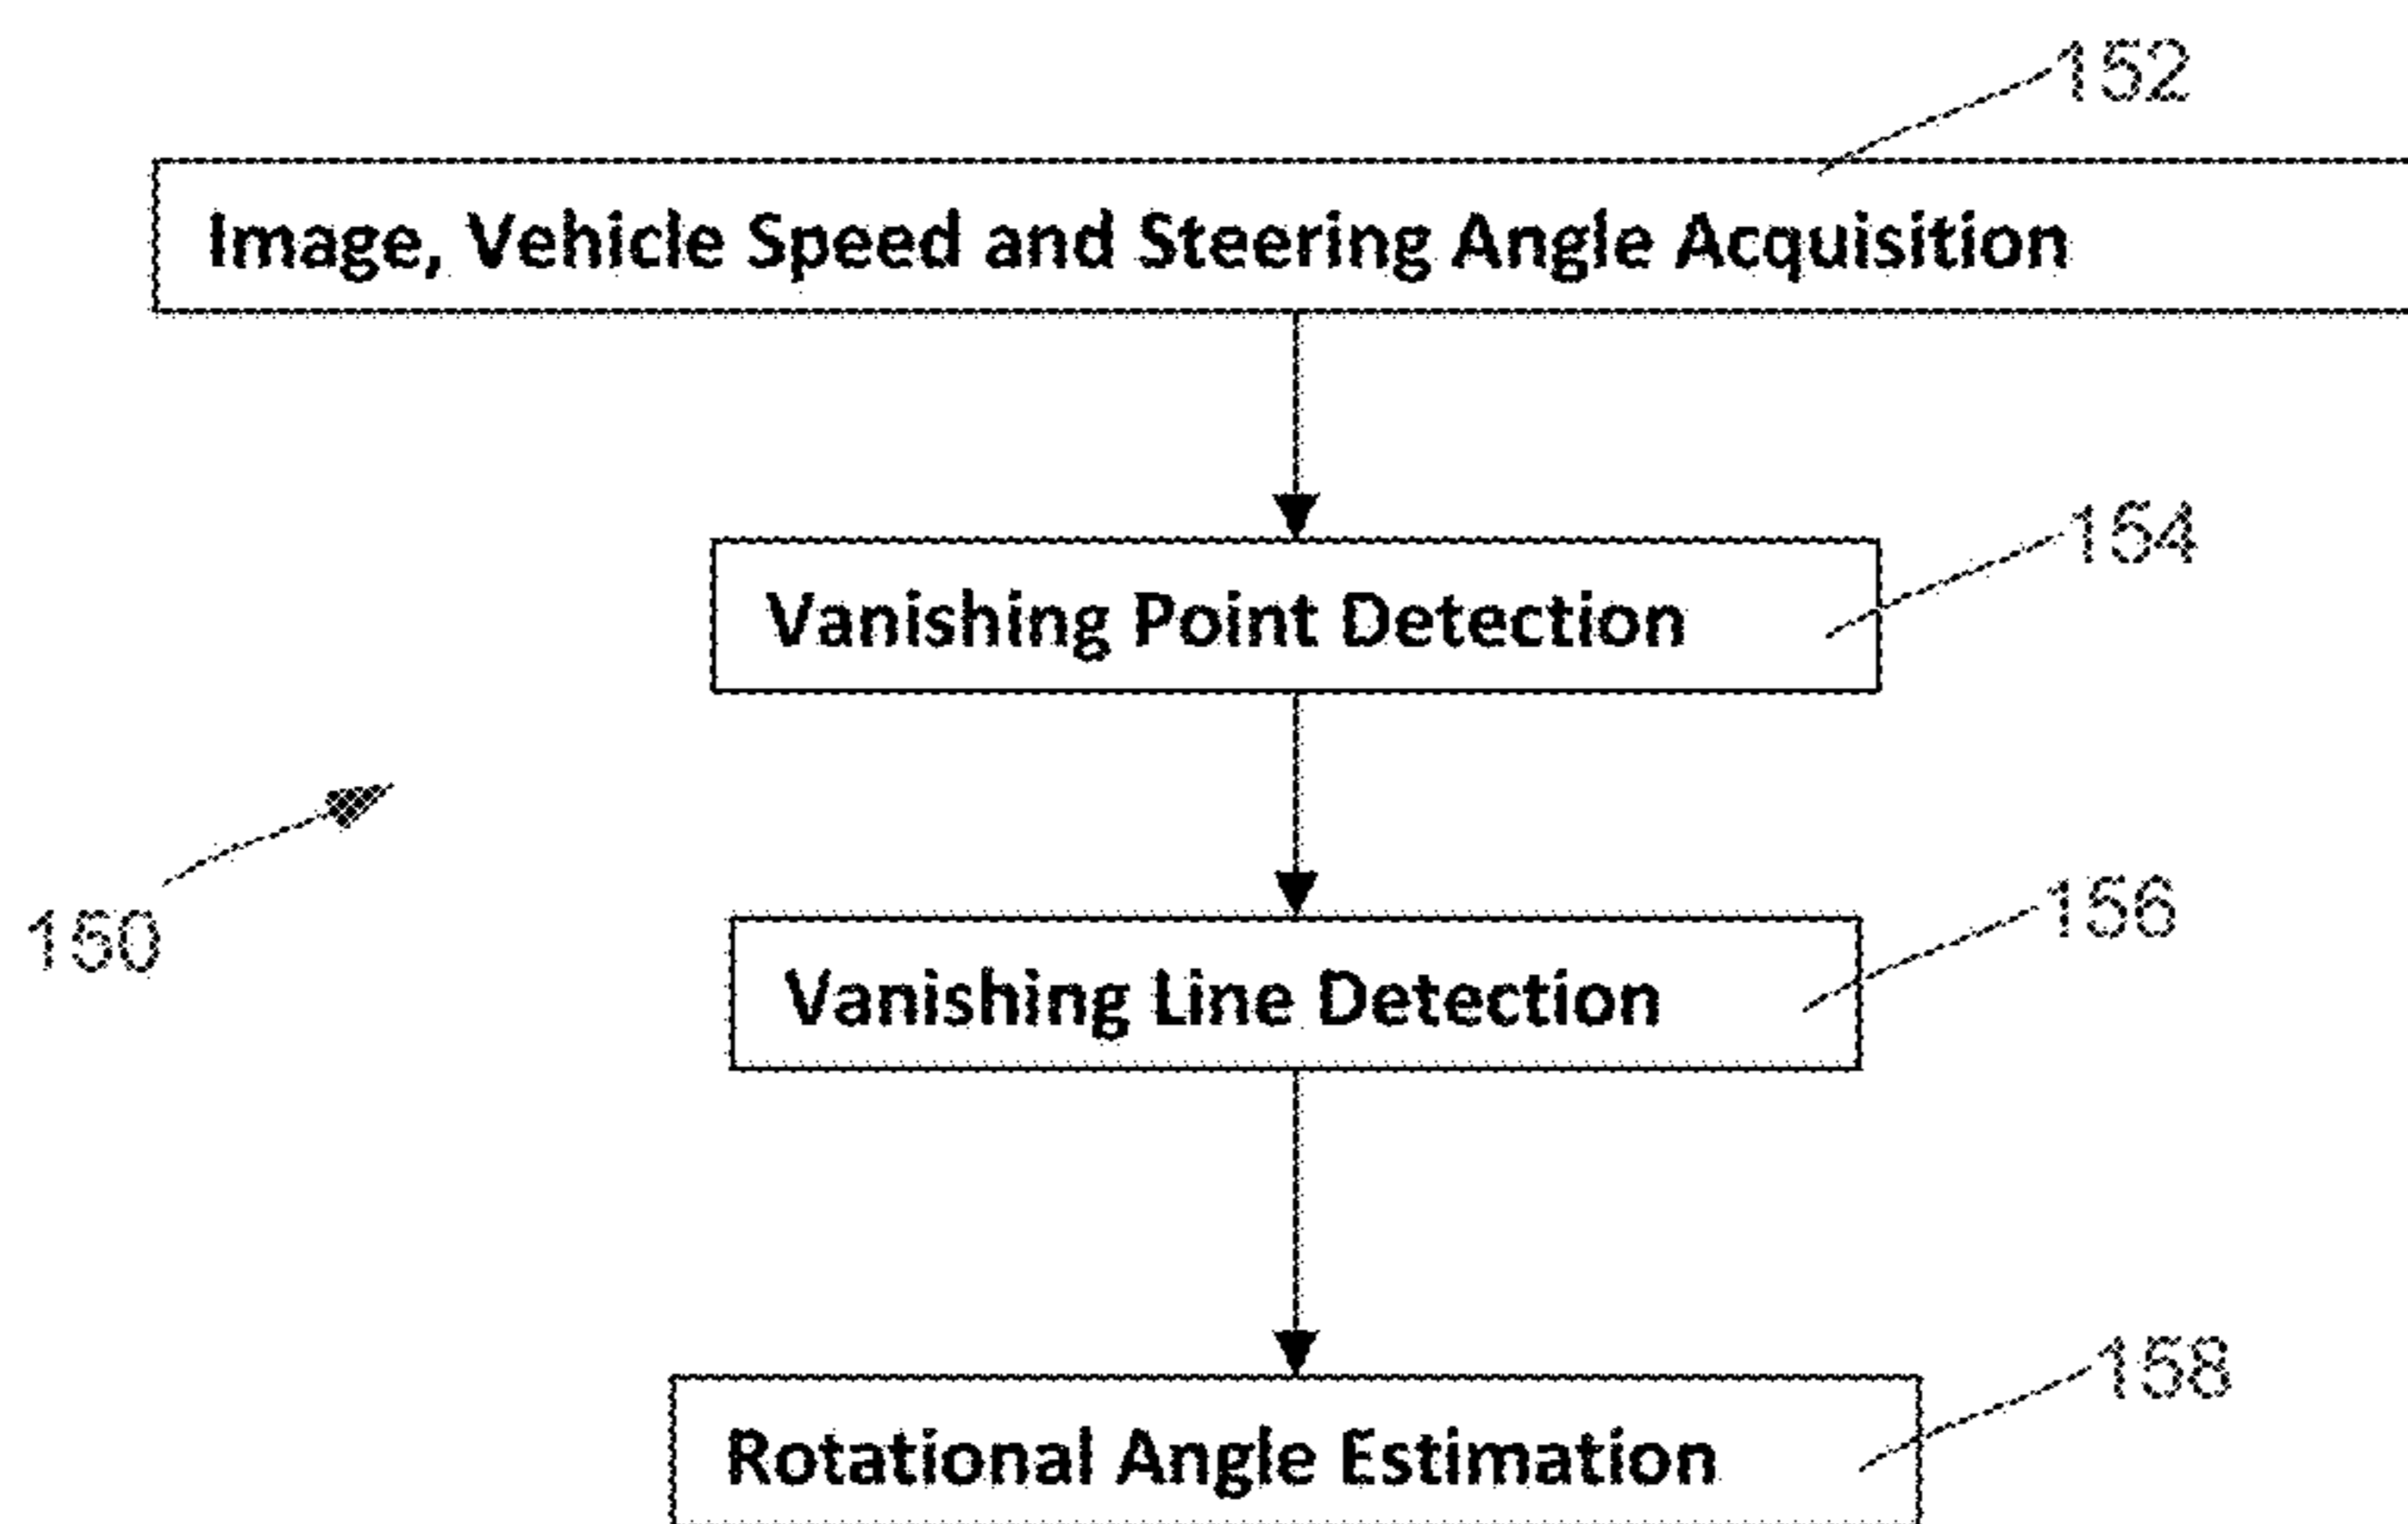 152
Image, Vehicle Speed and Steering Angle Acquisition
154
Vanishing Point Detection
150
156
Vanishing Line Detection
158
Rotational Angle Estimation